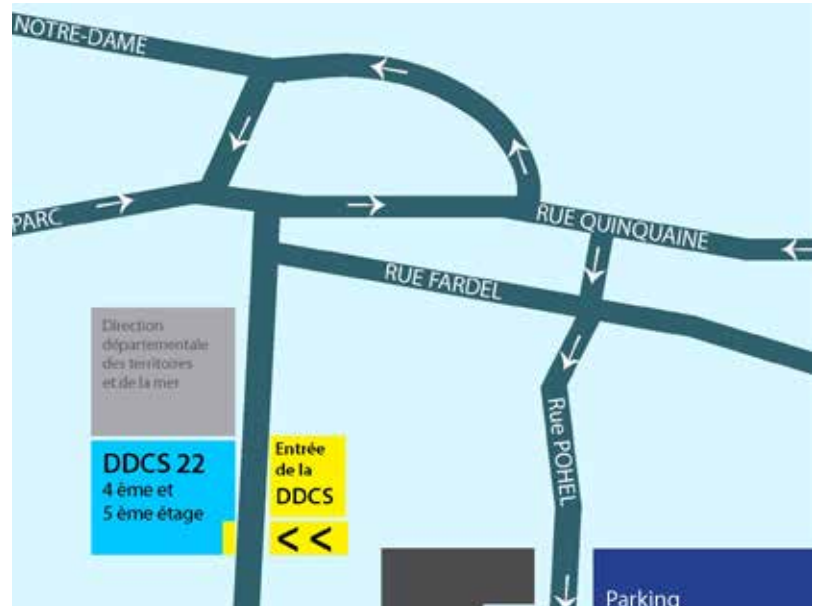 NOTRE-DAME
PARC
RUE QUINQUAINE
RUE FARDEL
Direction
départementale
des territoires
et de la mer
DDCS 22
4 ème et
5 ème étage
Entrée
de la
DDCS
<<
Rue POHEL
Parking